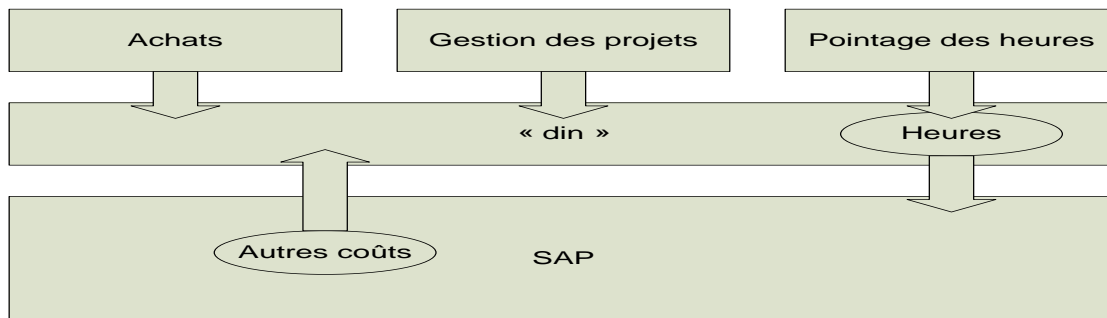 Achats
Gestion des projets
Pointage des heures
« din »
Heures
Autres coûts
SAP